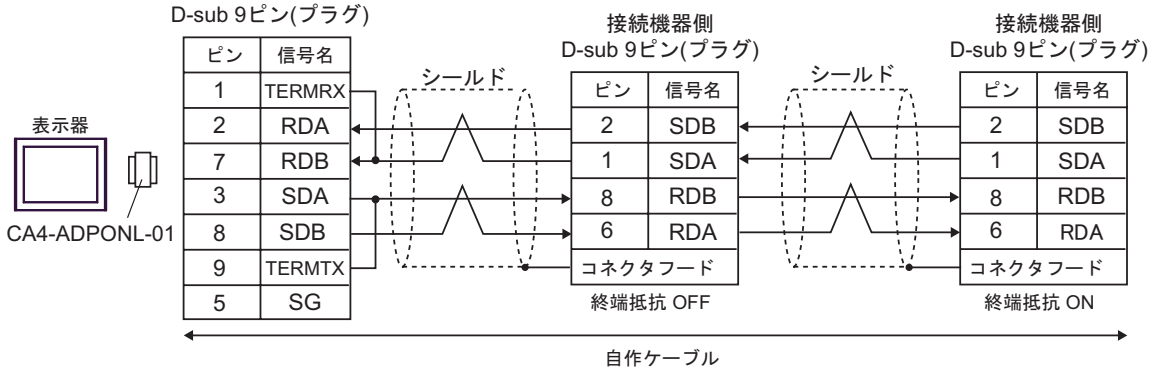 D-sub 9ピン(プラグ)
ピン 信号名
1 TERMRX
2 RDA
7 RDB
3 SDA
8 SDB
9 TERMTX
5 SG
表示器
CA4-ADPONL-01
シールド
接続機器側
D-sub 9ピン(プラグ)
ピン 信号名
2 SDB
1 SDA
8 RDB
6 RDA
コネクタフード
終端抵抗 OFF
シールド
接続機器側
D-sub 9ピン(プラグ)
ピン 信号名
2 SDB
1 SDA
8 RDB
6 RDA
コネクタフード
終端抵抗 ON
自作ケーブル